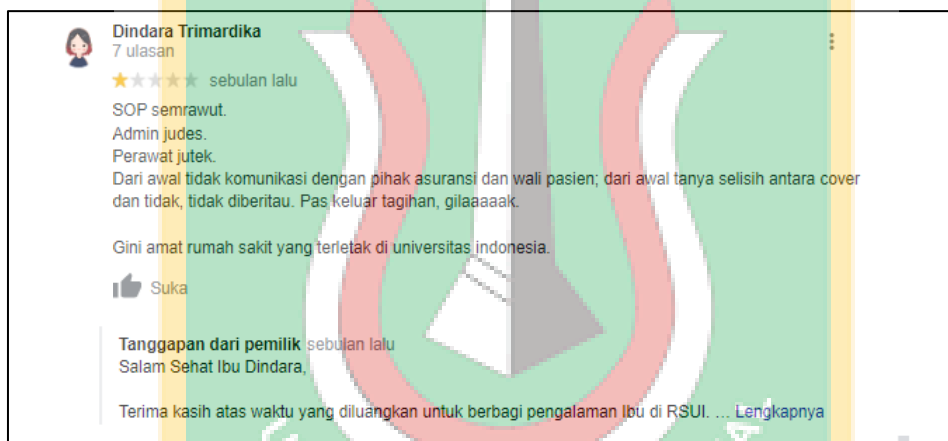 Dindara Trimardika
7 ulasan
sebulan lalu
SOP semrawut.
Admin judes.
Perawat jutek.
Dari awal tidak komunikasi dengan pihak asuransi dan wali pasien; dari awal tanya selisih antara cover
dan tidak, tidak diberitau. Pas keluar tagihan, gilaaaaak.
Gini amat rumah sakit yang terletak di universitas indonesia.
Suka
Tanggapan dari pemilik sebulan lalu
Salam Sehat Ibu Dindara,
Terima kasih atas waktu yang diluangkan untuk berbagi pengalaman Ibu di RSUI. ... Lengkapnya